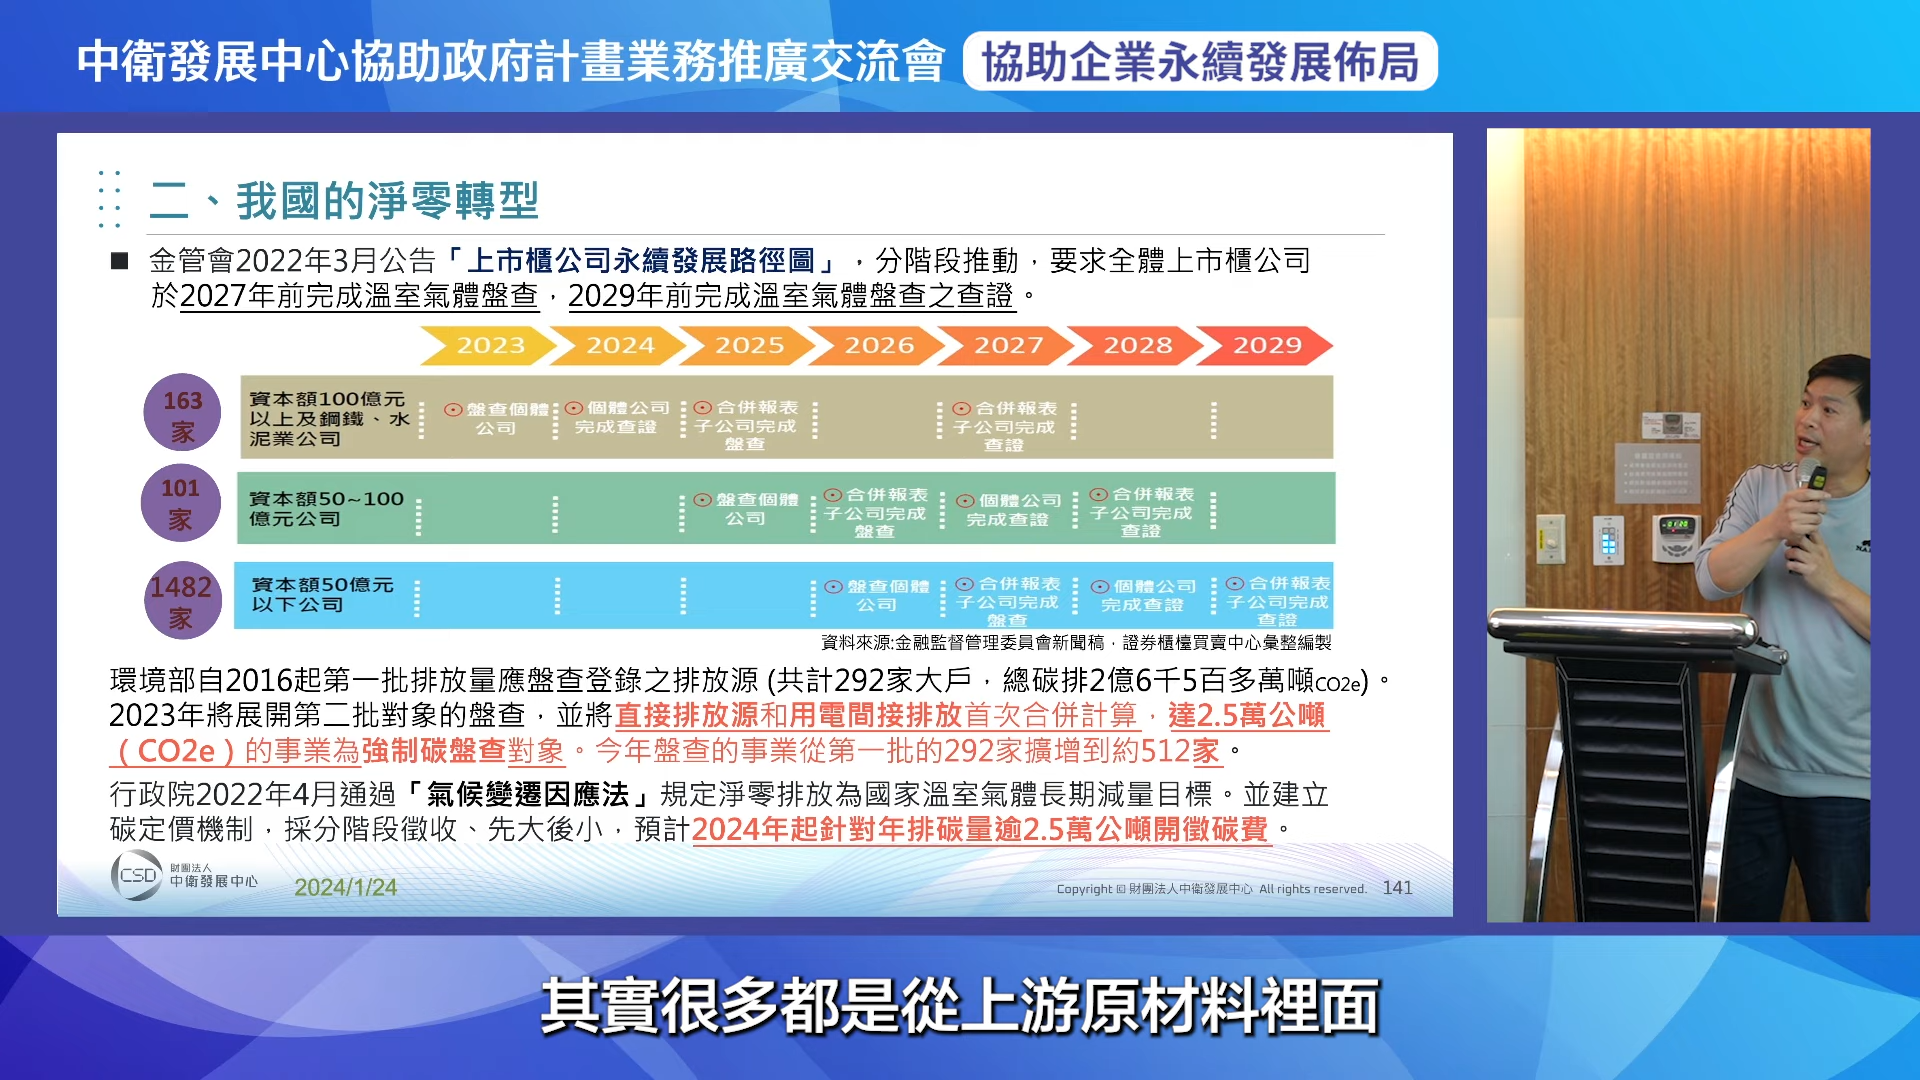 中衛發展中心協助政府計畫業務推廣交流會 協助企業永續發展佈局
二、我國的淨零轉型
■ 金管會2022年3月公告「上市櫃公司永續發展路徑圖」，分階段推動，要求全體上市櫃公司
於2027年前完成溫室氣體盤查，2029年前完成溫室氣體盤查之查證。
2023 2024 2025 2026 2027 2028 2029
163
家
資本額100億元
以上及鋼鐵、水
泥業公司
盤查個體
公司
個體公司
完成查證
合併報表
子公司完成
盤查
合併報表
子公司完成
查證
101
家
資本額50~100
億元公司
盤查個體
公司
合併報表
子公司完成
盤查
個體公司
完成查證
合併報表
子公司完成
查證
1482
家
資本額50億元
以下公司
盤查個體
公司
合併報表
子公司完成
盤查
個體公司
完成查證
合併報表
子公司完成
查證
資料來源:金融監督管理委員會新聞稿，證券櫃檯買賣中心彙整編製
環境部自2016起第一批排放量應盤查登錄之排放源 (共計292家大戶，總碳排2億6千5百多萬噸CO2e)。
2023年將展開第二批對象的盤查，並將直接排放源和用電間接排放首次合併計算，達2.5萬公噸
（CO2e）的事業為強制碳盤查對象。今年盤查的事業從第一批的292家擴增到約512家。
行政院2022年4月通過「氣候變遷因應法」規定淨零排放為國家溫室氣體長期減量目標。並建立
碳定價機制，採分階段徵收、先大後小，預計2024年起針對年排碳量逾2.5萬公噸開徵碳費。
CSD
財團法人
中衛發展中心
2024/1/24
Copyright © 財團法人中衛發展中心 All rights reserved. 141
其實很多都是從上游原材料裡面